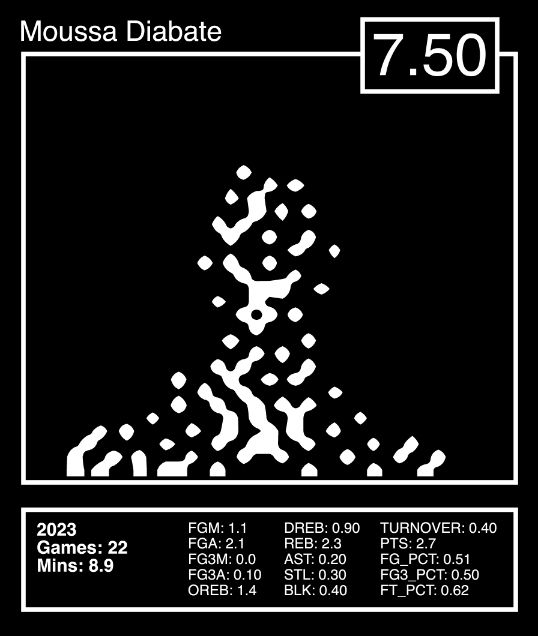 Moussa Diabate
7.50
2023
Games: 22
Mins: 8.9
FGM: 1.1
FGA: 2.1
FG3M: 0.0
FG3A: 0.10
OREB: 1.4
DREB: 0.90
REB: 2.3
AST: 0.20
STL: 0.30
BLK: 0.40
TURNOVER: 0.40
PTS: 2.7
FG_PCT: 0.51
FG3_PCT: 0.50
FT_PCT: 0.62